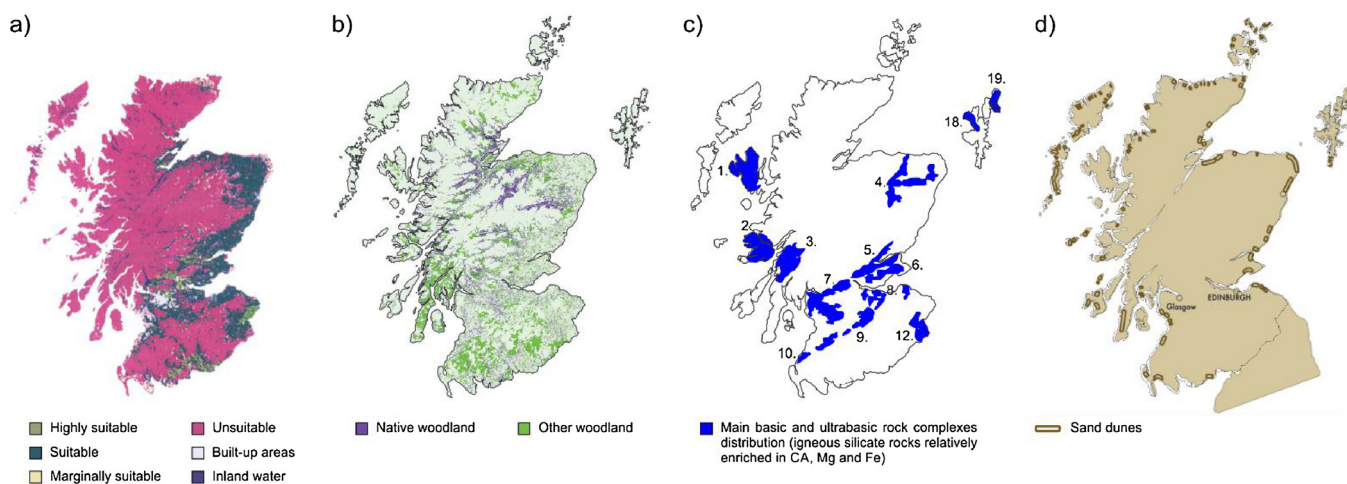 a)
b)
c)
d)
19.
18.
1.
4.
2.
3.
5.
6.
7.
8.
9.
10.
12.
Glasgow
EDINBURGH
Highly suitable
Unsuitable
Suitable
Built-up areas
Marginally suitable
Inland water
Native woodland
Other woodland
Main basic and ultrabasic rock complexes
distribution (igneous silicate rocks relatively
enriched in CA, Mg and Fe)
Sand dunes